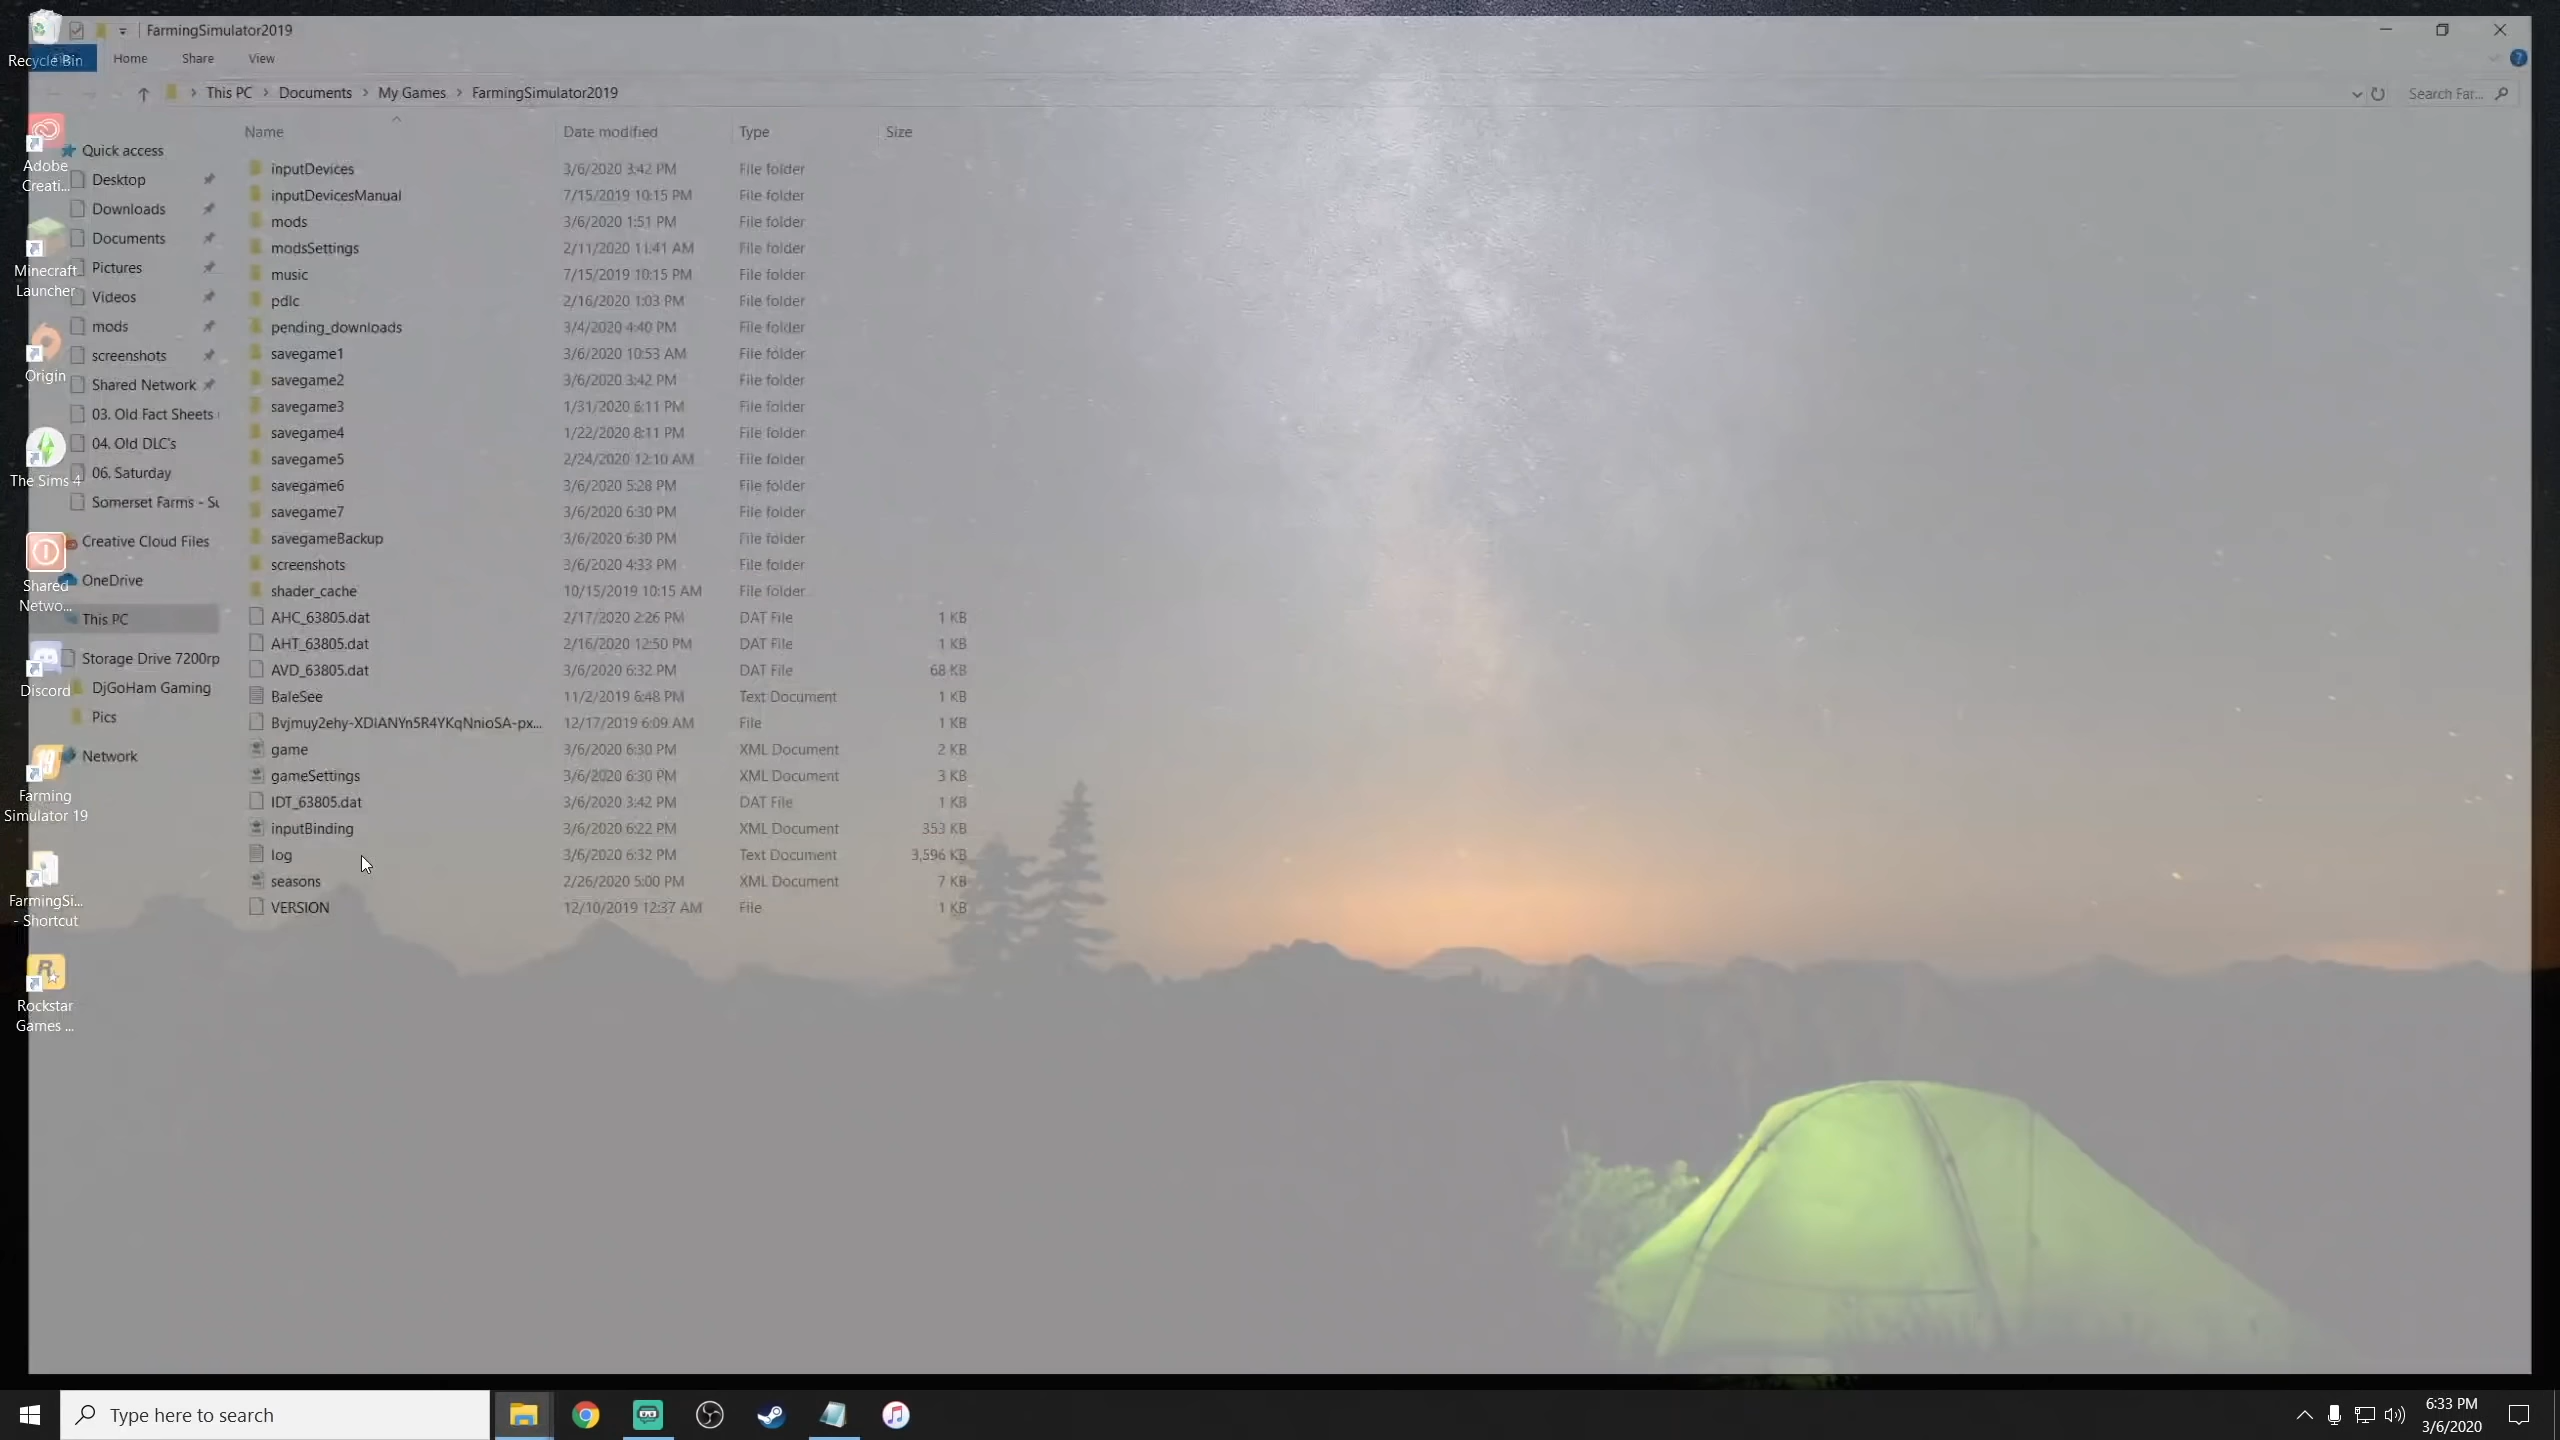 FarmingSimulator2019
Home Share View
This PC > Documents > My Games > FarmingSimulator2019
Search Far...
Name Date modified Type Size
inputDevices 3/6/2020 3:42 PM File folder
inputDevicesManual 7/15/2019 10:15 PM File folder
mods 3/6/2020 1:51 PM File folder
modsSettings 2/11/2020 11:41 AM File folder
music 7/15/2019 10:15 PM File folder
pdlc 2/16/2020 1:03 PM File folder
pending_downloads 3/4/2020 4:40 PM File folder
savegame1 3/6/2020 10:53 AM File folder
savegame2 3/6/2020 3:42 PM File folder
savegame3 1/31/2020 6:11 PM File folder
savegame4 1/22/2020 8:11 PM File folder
savegame5 2/24/2020 12:10 AM File folder
savegame6 3/6/2020 5:28 PM File folder
savegame7 3/6/2020 6:30 PM File folder
savegameBackup 3/6/2020 6:30 PM File folder
screenshots 3/6/2020 4:33 PM File folder
shader_cache 10/15/2019 10:15 AM File folder
AHC_63805.dat 2/17/2020 2:26 PM DAT File 1 KB
AHT_63805.dat 2/16/2020 12:50 PM DAT File 1 KB
AVD_63805.dat 3/6/2020 6:32 PM DAT File 68 KB
BaleSee 11/2/2019 6:48 PM Text Document 1 KB
Bvjmuy2ehy-XDIANYn5R4YKqNnioSA-px... 12/17/2019 6:09 AM File 1 KB
game 3/6/2020 6:30 PM XML Document 2 KB
gameSettings 3/6/2020 6:30 PM XML Document 3 KB
IDT_63805.dat 3/6/2020 3:42 PM DAT File 1 KB
inputBinding 3/6/2020 6:22 PM XML Document 353 KB
log 3/6/2020 6:32 PM Text Document 3,596 KB
seasons 2/26/2020 5:00 PM XML Document 7 KB
VERSION 12/10/2019 12:37 AM File 1 KB
Quick access
Desktop
Downloads
Documents
Pictures
Videos
mods
screenshots
Shared Network
03. Old Fact Sheets
04. Old DLC's
06. Saturday
Somerset Farms - Su
Creative Cloud Files
OneDrive
This PC
Storage Drive 7200rp
DjGoHam Gaming
Pics
Network
Recycle Bin
Adobe
Creati...
Minecraft
Launcher
Origin
The Sims 4
Shared
Netwo...
Discord
Farming
Simulator 19
FarmingSi...
- Shortcut
Rockstar
Games ...
Type here to search
6:33 PM
3/6/2020